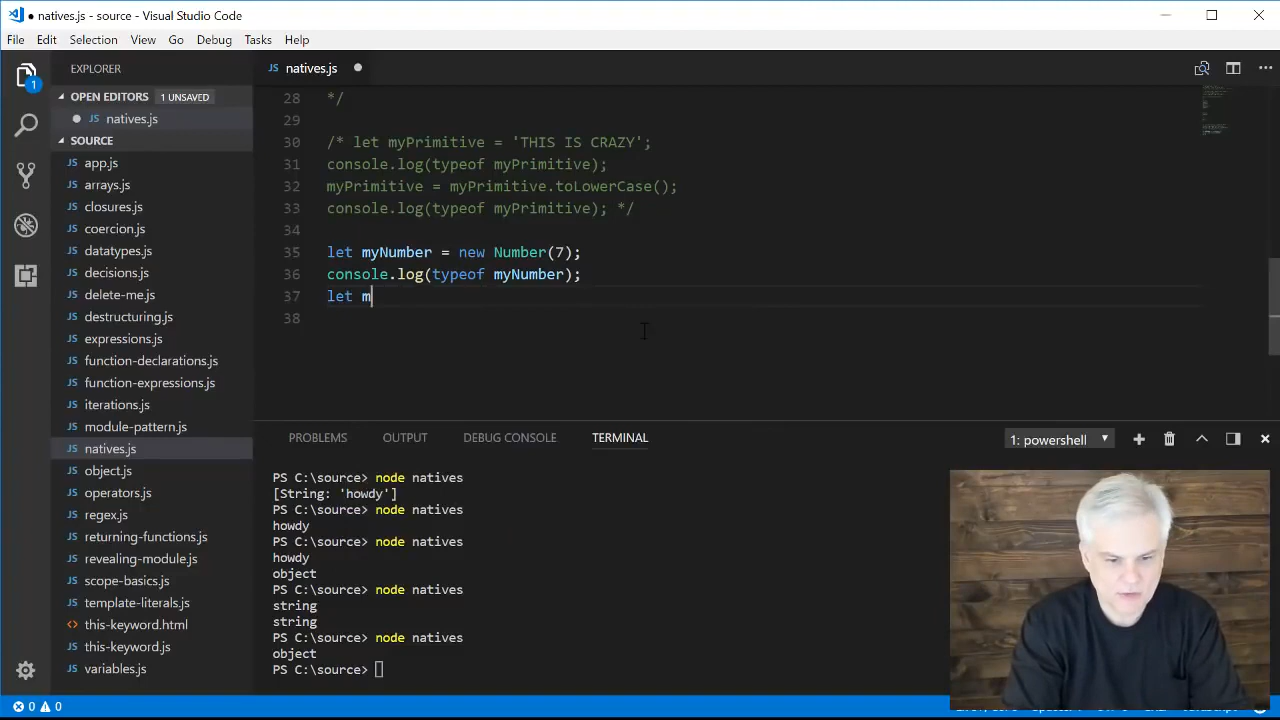 ● natives.js - source - Visual Studio Code
File Edit Selection View Go Debug Tasks Help
EXPLORER
JS natives.js ●
1
OPEN EDITORS 1 UNSAVED
● JS natives.js
SOURCE
JS app.js
JS arrays.js
JS closures.js
JS coercion.js
JS datatypes.js
JS decisions.js
JS delete-me.js
JS destructuring.js
JS expressions.js
JS function-declarations.js
JS function-expressions.js
JS iterations.js
JS module-pattern.js
JS natives.js
JS object.js
JS operators.js
JS regex.js
JS returning-functions.js
JS revealing-module.js
JS scope-basics.js
JS template-literals.js
<> this-keyword.html
JS this-keyword.js
JS variables.js
28 */
29
30 /* let myPrimitive = 'THIS IS CRAZY';
31 console.log(typeof myPrimitive);
32 myPrimitive = myPrimitive.toLowerCase();
33 console.log(typeof myPrimitive); */
34
35 let myNumber = new Number(7);
36 console.log(typeof myNumber);
37 let m
38
PROBLEMS OUTPUT DEBUG CONSOLE TERMINAL 1: powershell
PS C:\source> node natives
[String: 'howdy']
PS C:\source> node natives
howdy
PS C:\source> node natives
howdy
object
PS C:\source> node natives
string
string
PS C:\source> node natives
object
PS C:\source>
0 0